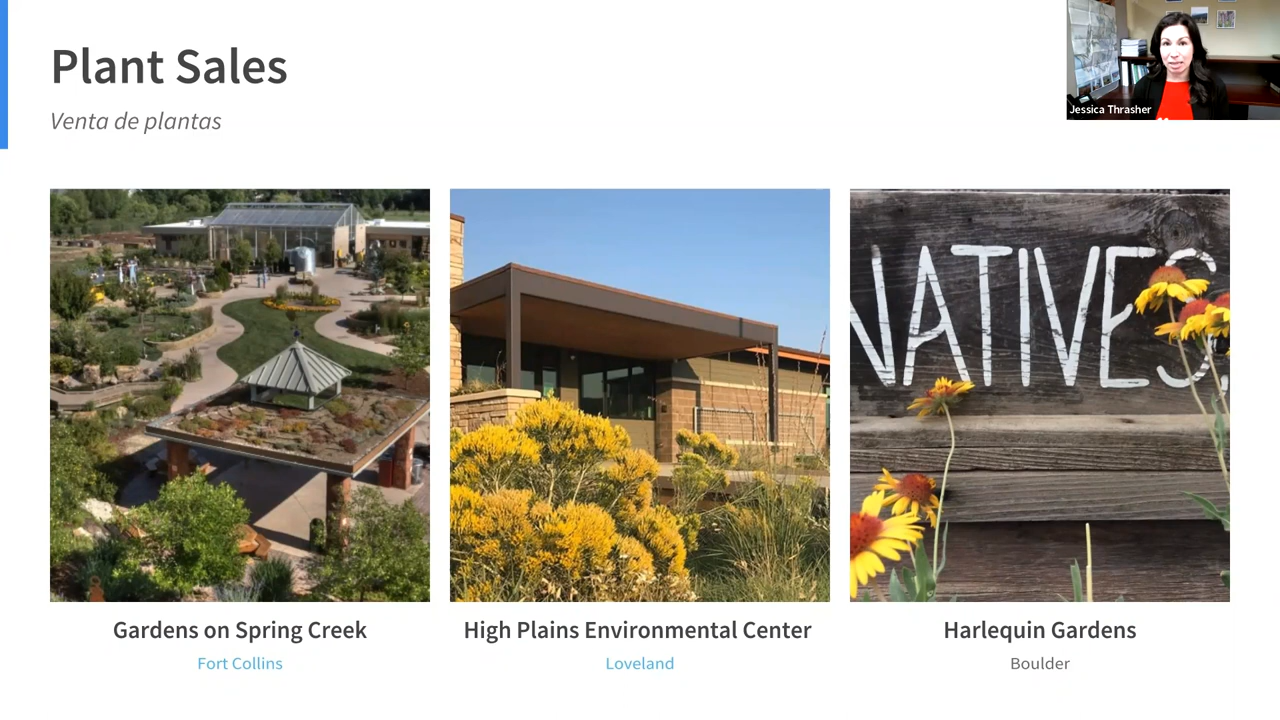 Plant Sales
Venta de plantas
Jessica Thrasher
NATIVES
Gardens on Spring Creek
Fort Collins
High Plains Environmental Center
Loveland
Harlequin Gardens
Boulder